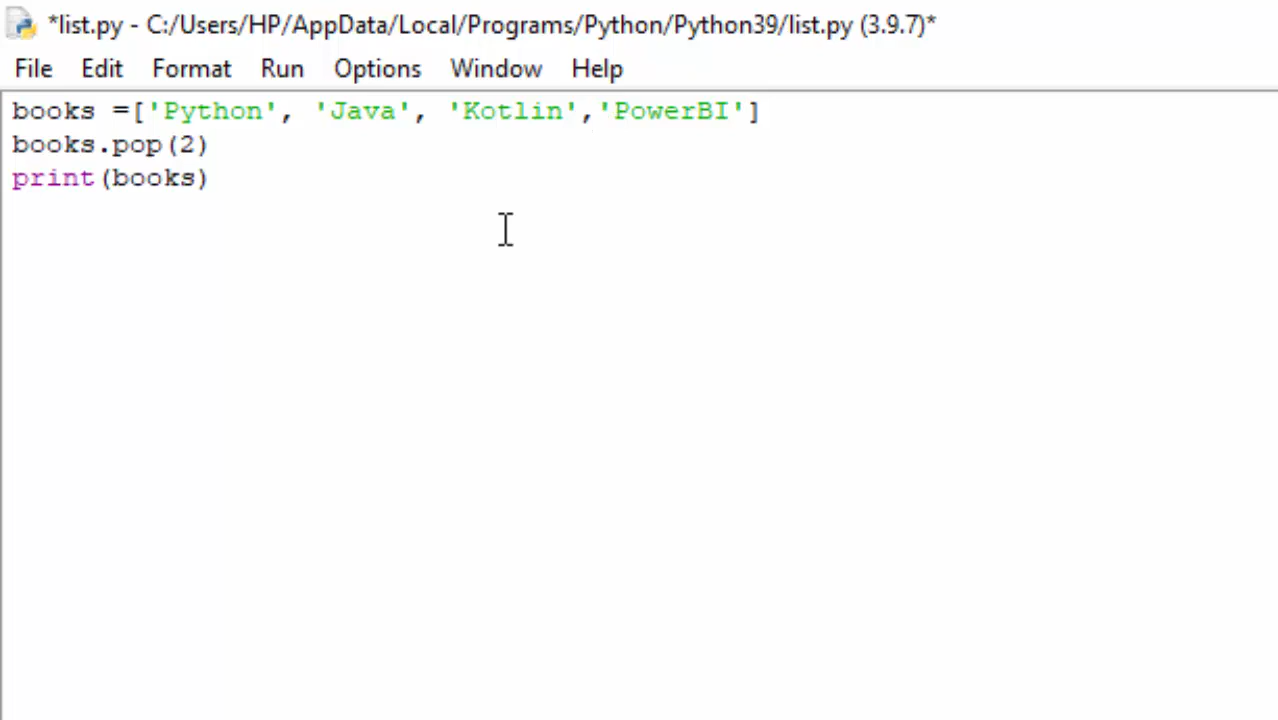 *list.py - C:/Users/HP/AppData/Local/Programs/Python/Python39/list.py (3.9.7)*
File Edit Format Run Options Window Help
books =['Python', 'Java', 'Kotlin','PowerBI']
books.pop(2)
print(books)